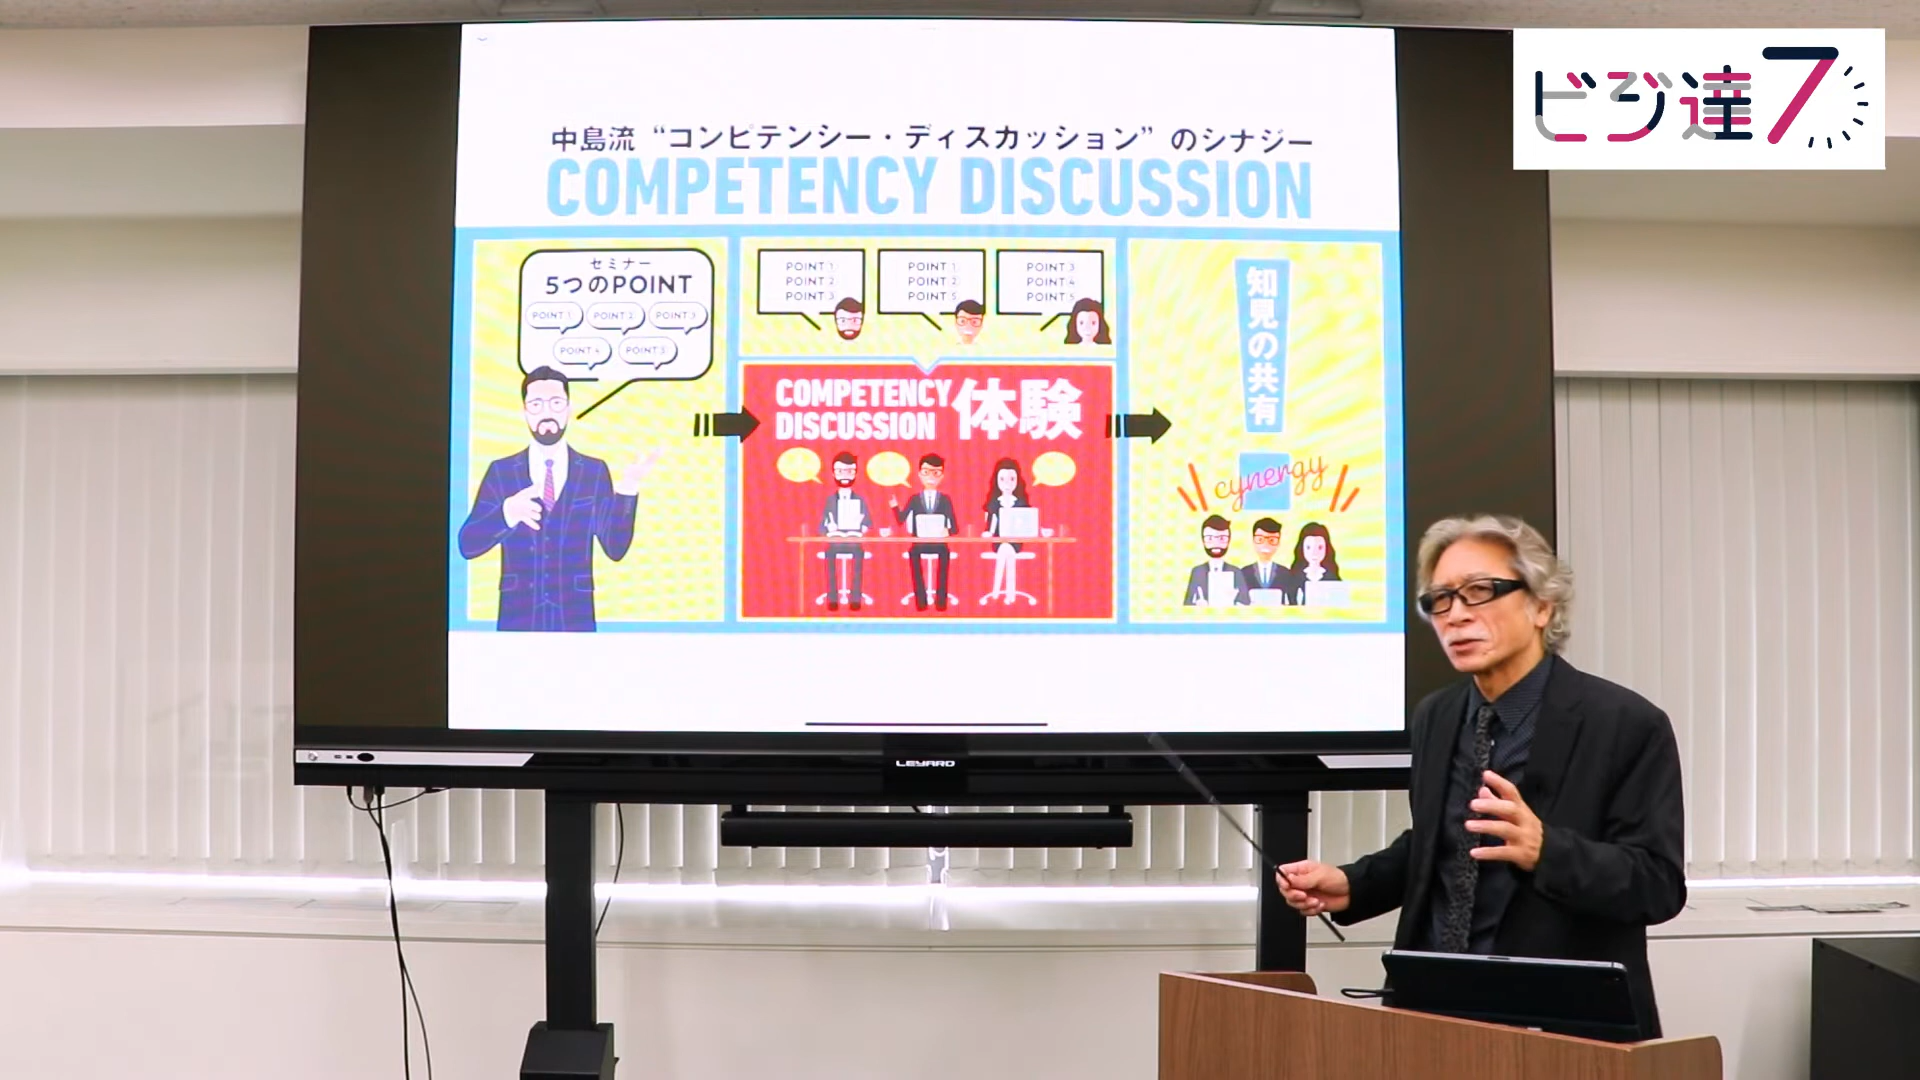 ビジ達7
中島流 “コンピテンシー・ディスカッション” のシナジー
COMPETENCY DISCUSSION
セミナー
5つのPOINT
POINT 1
POINT 2
POINT 3
POINT 4
POINT 5
POINT 1
POINT 2
POINT 3
POINT 1
POINT 2
POINT 5
POINT 3
POINT 4
POINT 5
COMPETENCY
DISCUSSION
体験
知見の共有
cynergy
LEYARD